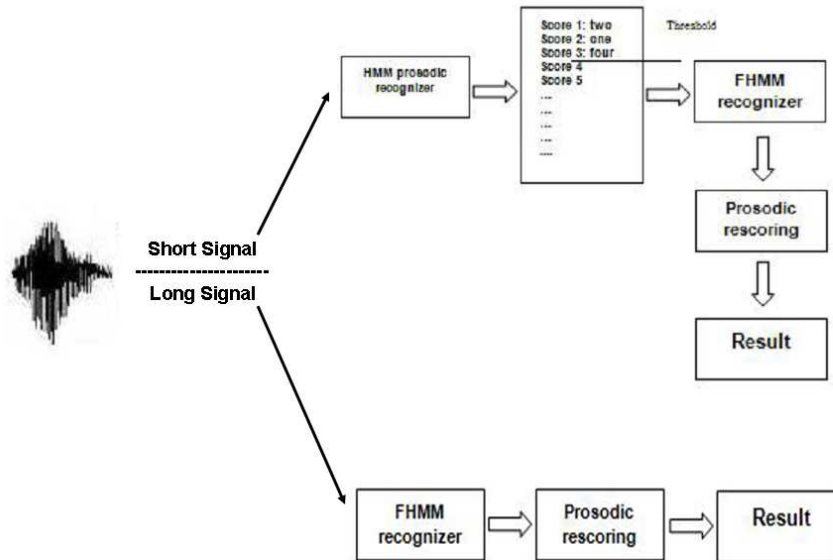 Score 1: two
Score 2: one
Score 3: four
Score 4
Score 5
....
....
....
....
....
Threshold
HMM prosodic
recognizer
FHMM
recognizer
Prosodic
rescoring
Result
Short Signal
----------------------
Long Signal
FHMM
recognizer
Prosodic
rescoring
Result